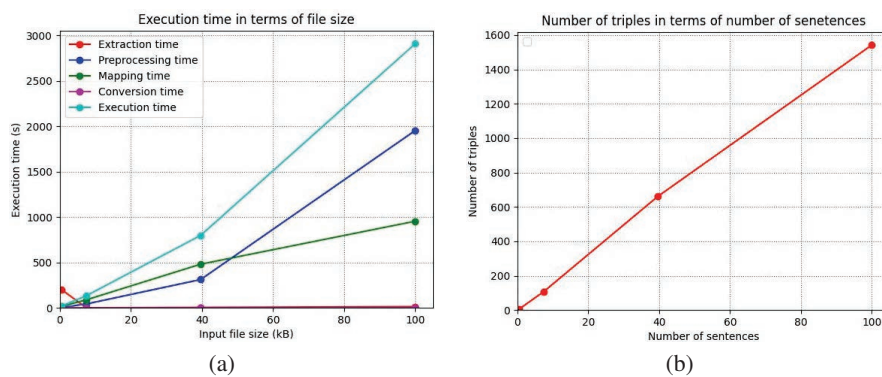 Execution time in terms of file size
3000
2500
2000
1500
1000
500
0
Execution time (s)
Extraction time
Preprocessing time
Mapping time
Conversion time
Execution time
0 20 40 60 80 100
Input file size (kB)
(a)
Number of triples in terms of number of senetences
1600
1400
1200
1000
800
600
400
200
0
Number of triples
0 20 40 60 80 100
Number of sentences
(b)